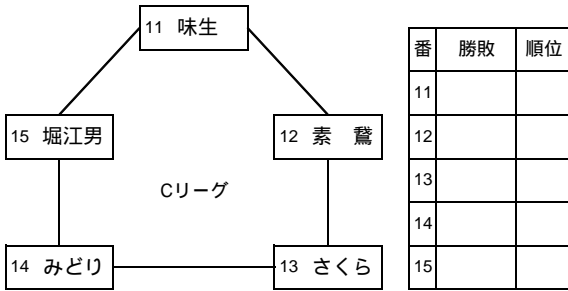 11 味生
15 堀江男
12 素　鵞
Cリーグ
14 みどり
13 さくら
番 勝敗 順位
11
12
13
14
15